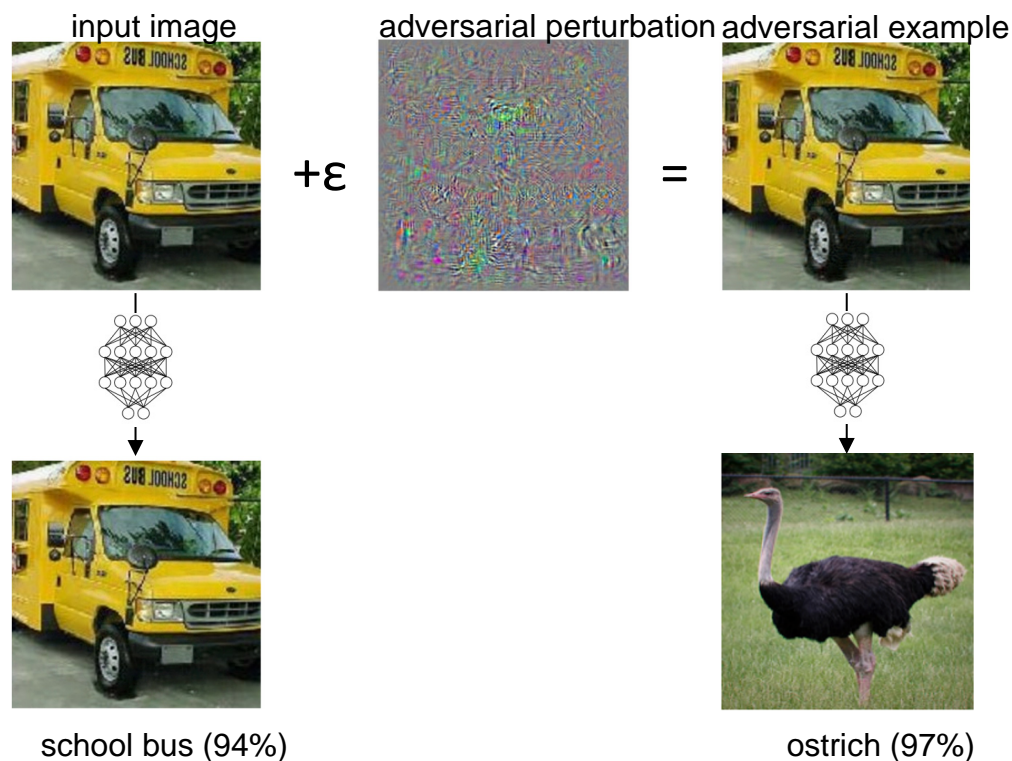 input image
adversarial perturbation
adversarial example
SCHOOL BUS
+ε
=
SCHOOL BUS
SCHOOL BUS
school bus (94%)
ostrich (97%)